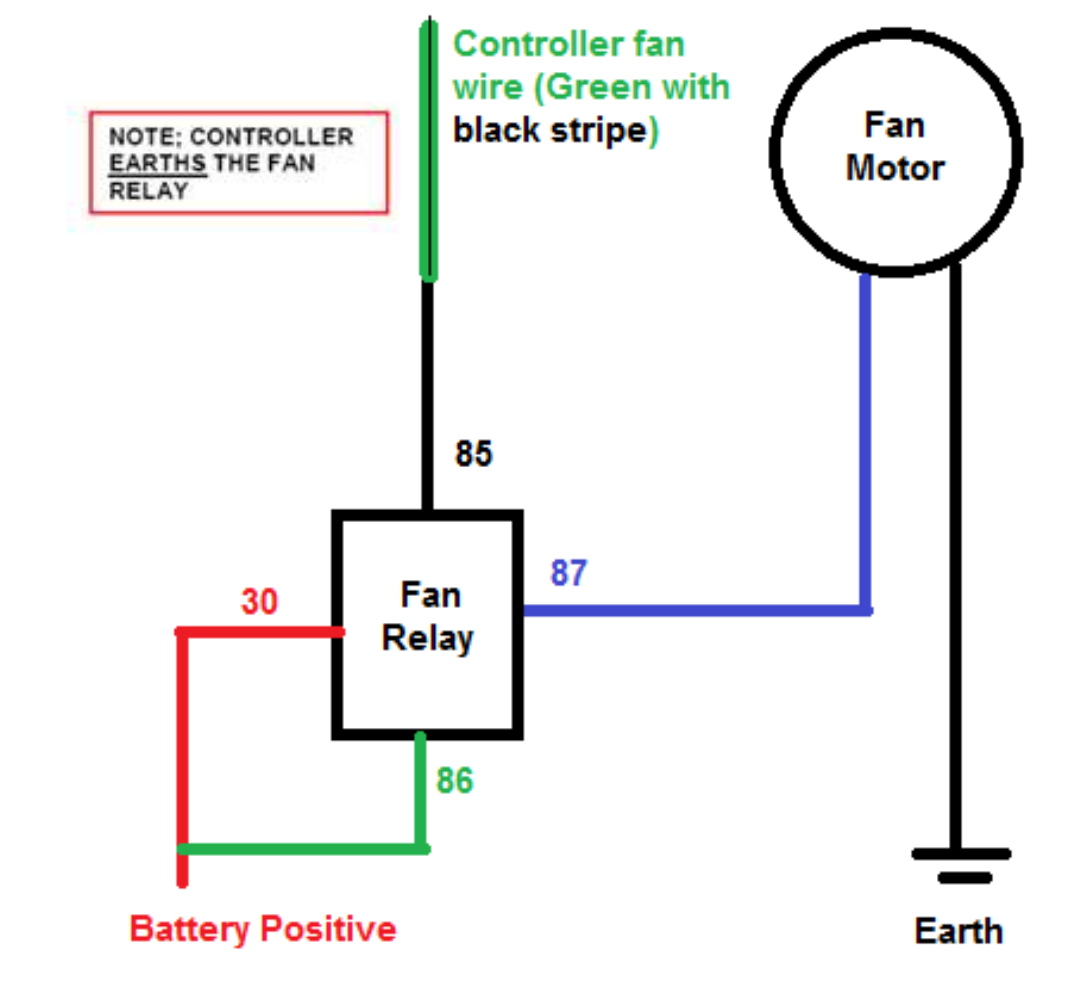 Controller fan
wire (Green with
black stripe)
NOTE; CONTROLLER
EARTHS THE FAN
RELAY
Fan
Motor
85
87
30
Fan
Relay
86
Battery Positive
Earth